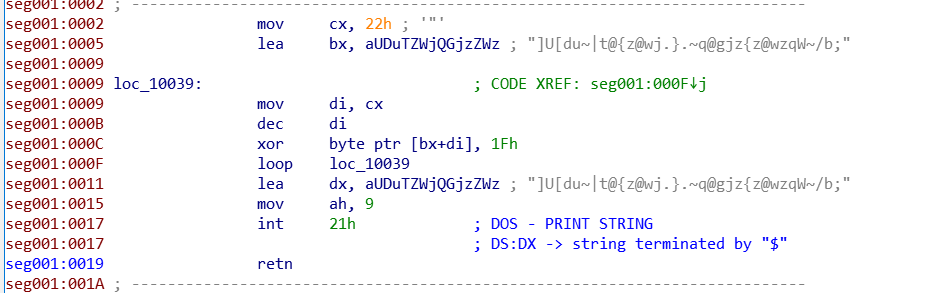 seg001:0002 ; ---------------------------------------------------------------------------
seg001:0002 mov cx, 22h ; '"'
seg001:0005 lea bx, aUDuTZWjQGjzZWz ; "]U[du~|t@{z@wj.}.~q@gjz{z@wzqW~/b;"
seg001:0009
seg001:0009 loc_10039: ; CODE XREF: seg001:000F↓j
seg001:0009 mov di, cx
seg001:000B dec di
seg001:000C xor byte ptr [bx+di], 1Fh
seg001:000F loop loc_10039
seg001:0011 lea dx, aUDuTZWjQGjzZWz ; "]U[du~|t@{z@wj.}.~q@gjz{z@wzqW~/b;"
seg001:0015 mov ah, 9
seg001:0017 int 21h ; DOS - PRINT STRING
seg001:0017 ; DS:DX -> string terminated by "$"
seg001:0019 retn
seg001:001A ; ---------------------------------------------------------------------------